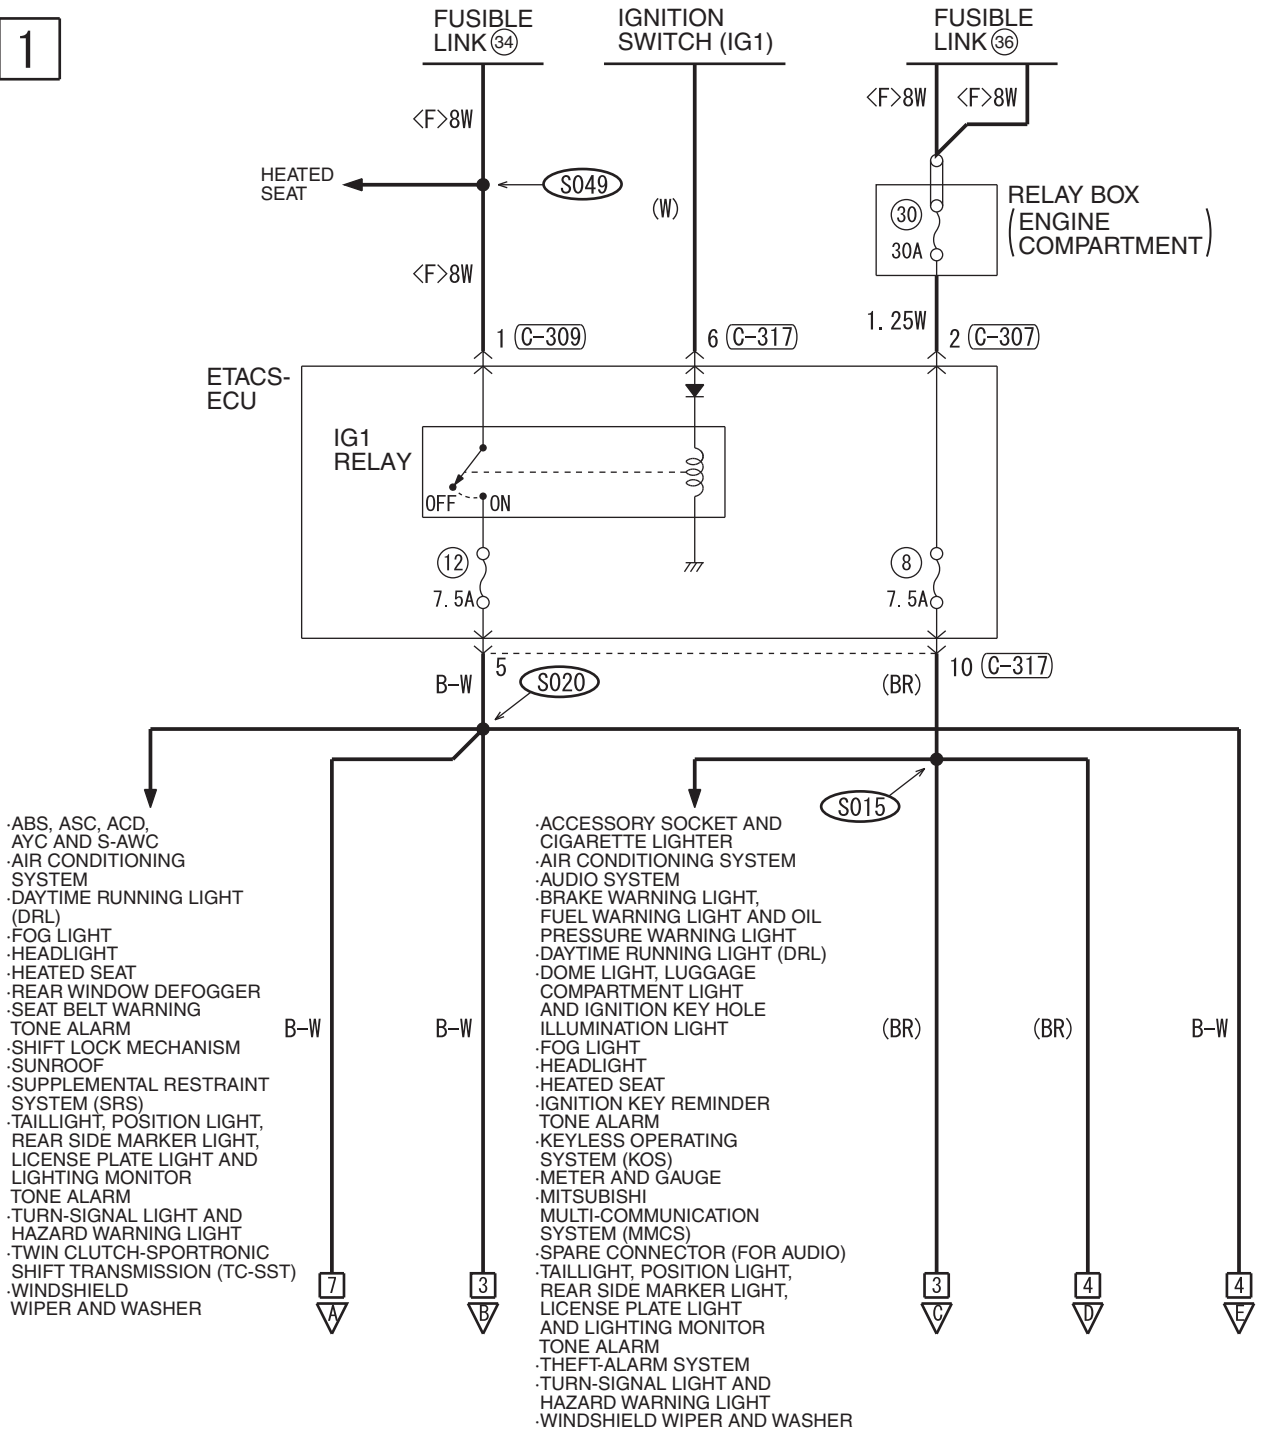 1
FUSIBLE
LINK 34
IGNITION
SWITCH (IG1)
FUSIBLE
LINK 36
<F>8W
<F>8W
<F>8W
HEATED
SEAT
S049
(W)
30
30A
RELAY BOX
(ENGINE
COMPARTMENT)
<F>8W
1.25W
1 C-309
6 C-317
2 C-307
ETACS-
ECU
IG1
RELAY
OFF
ON
12
7.5A
8
7.5A
5
10 C-317
B-W
S020
(BR)
S015
·ABS, ASC, ACD,
AYC AND S-AWC
·AIR CONDITIONING
SYSTEM
·DAYTIME RUNNING LIGHT
(DRL)
·FOG LIGHT
·HEADLIGHT
·HEATED SEAT
·REAR WINDOW DEFOGGER
·SEAT BELT WARNING
TONE ALARM
·SHIFT LOCK MECHANISM
·SUNROOF
·SUPPLEMENTAL RESTRAINT
SYSTEM (SRS)
·TAILLIGHT, POSITION LIGHT,
REAR SIDE MARKER LIGHT,
LICENSE PLATE LIGHT AND
LIGHTING MONITOR
TONE ALARM
·TURN-SIGNAL LIGHT AND
HAZARD WARNING LIGHT
·TWIN CLUTCH-SPORTRONIC
SHIFT TRANSMISSION (TC-SST)
·WINDSHIELD
WIPER AND WASHER
·ACCESSORY SOCKET AND
CIGARETTE LIGHTER
·AIR CONDITIONING SYSTEM
·AUDIO SYSTEM
·BRAKE WARNING LIGHT,
FUEL WARNING LIGHT AND OIL
PRESSURE WARNING LIGHT
·DAYTIME RUNNING LIGHT (DRL)
·DOME LIGHT, LUGGAGE
COMPARTMENT LIGHT
AND IGNITION KEY HOLE
ILLUMINATION LIGHT
·FOG LIGHT
·HEADLIGHT
·HEATED SEAT
·IGNITION KEY REMINDER
TONE ALARM
·KEYLESS OPERATING
SYSTEM (KOS)
·METER AND GAUGE
·MITSUBISHI
MULTI-COMMUNICATION
SYSTEM (MMCS)
·SPARE CONNECTOR (FOR AUDIO)
·TAILLIGHT, POSITION LIGHT,
REAR SIDE MARKER LIGHT,
LICENSE PLATE LIGHT
AND LIGHTING MONITOR
TONE ALARM
·THEFT-ALARM SYSTEM
·TURN-SIGNAL LIGHT AND
HAZARD WARNING LIGHT
·WINDSHIELD WIPER AND WASHER
B-W
B-W
(BR)
(BR)
B-W
7
A
3
B
3
C
4
D
4
E